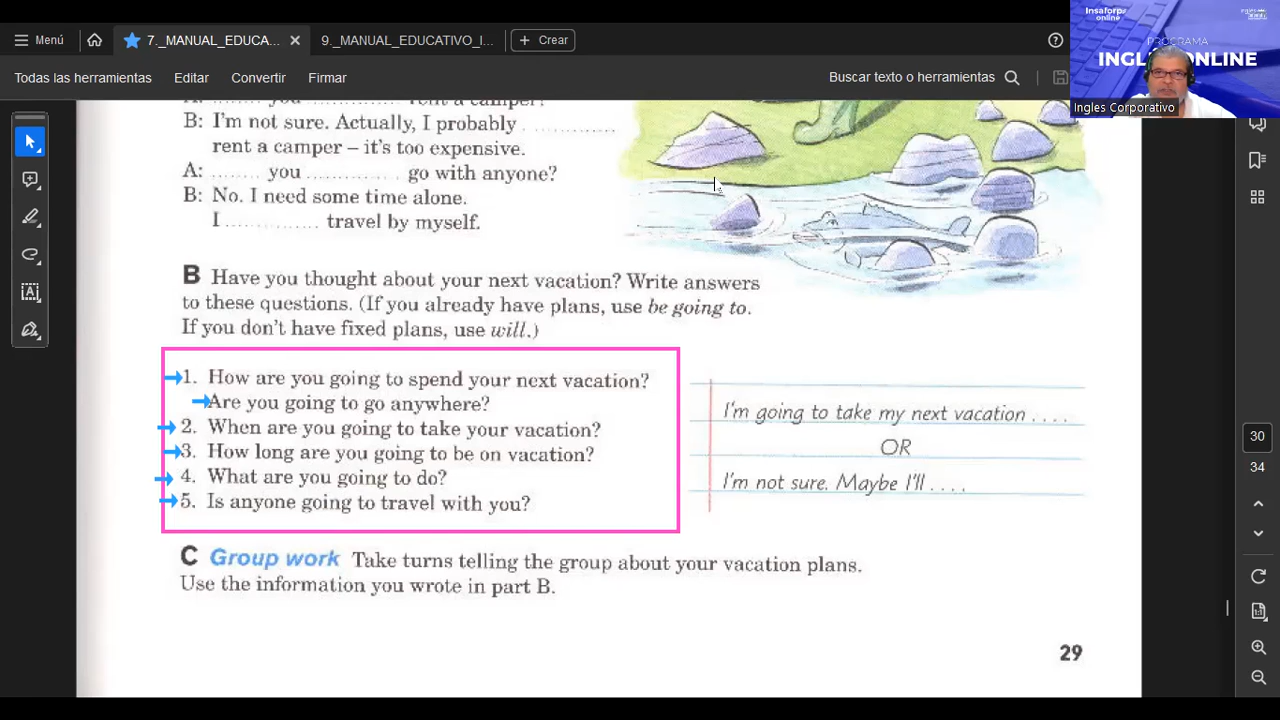 Insaforp
online
PROGRAMA
INGL ONLINE
Ingles Corporativo
Menú
7._MANUAL_EDUCA...
9._MANUAL_EDUCATIVO_I...
Crear
Todas las herramientas
Editar
Convertir
Firmar
Buscar texto o herramientas
A: ........ you .............. rent a camper?
B: I'm not sure. Actually, I probably ..............
rent a camper – it's too expensive.
A: ........ you .............. go with anyone?
B: No. I need some time alone.
I .............. travel by myself.
B Have you thought about your next vacation? Write answers
to these questions. (If you already have plans, use be going to.
If you don't have fixed plans, use will.)
1. How are you going to spend your next vacation?
Are you going to go anywhere?
2. When are you going to take your vacation?
3. How long are you going to be on vacation?
4. What are you going to do?
5. Is anyone going to travel with you?
I'm going to take my next vacation . . . .
OR
I'm not sure. Maybe I'll . . . .
C Group work Take turns telling the group about your vacation plans.
Use the information you wrote in part B.
29
30
34